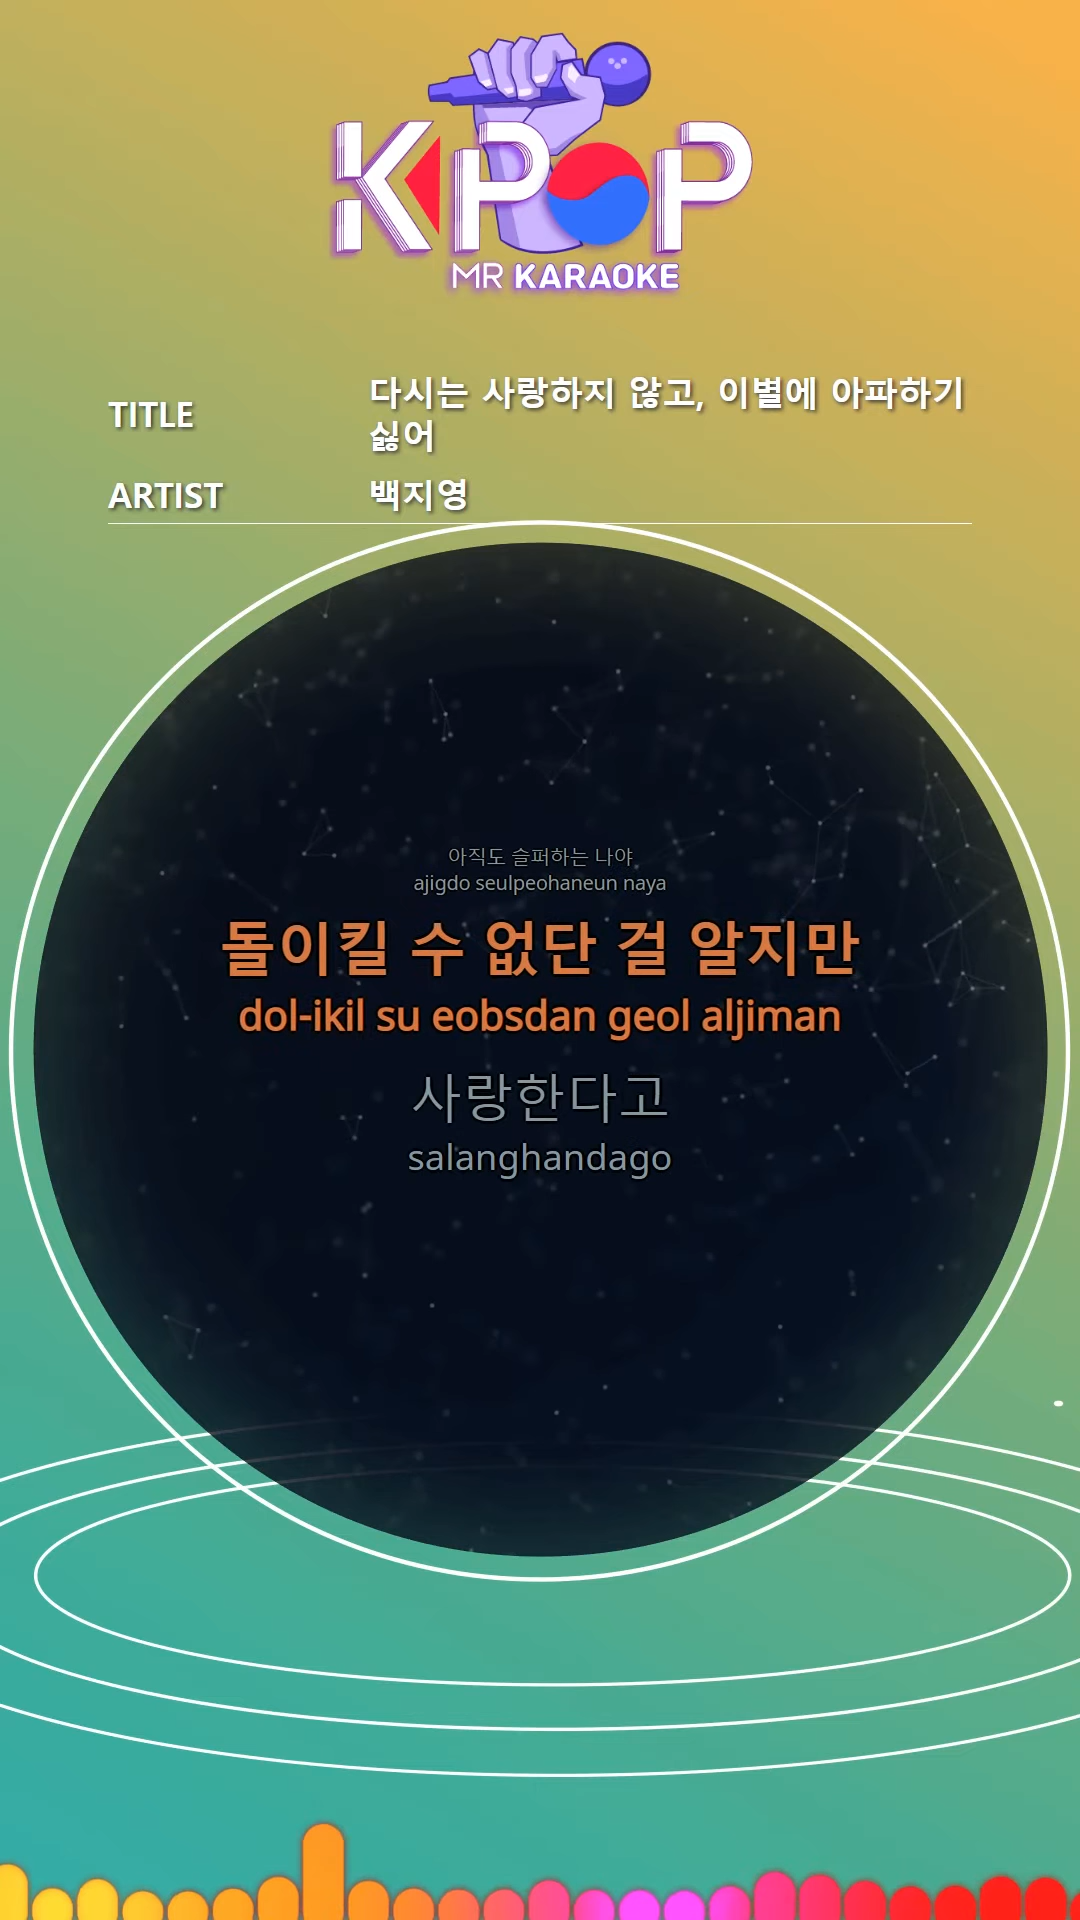 KPOP
MR KARAOKE
TITLE
다시는 사랑하지 않고, 이별에 아파하기
싫어
ARTIST
백지영
아직도 슬퍼하는 나야
ajigdo seulpeohaneun naya
돌이킬 수 없단 걸 알지만
dol-ikil su eobsdan geol aljiman
사랑한다고
salanghandago